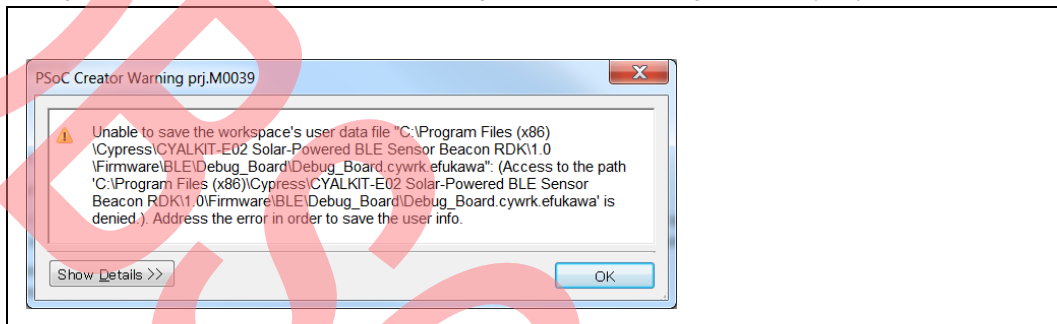 PSoC Creator Warning prj.M0039
Unable to save the workspace's user data file "C:\Program Files (x86)
\Cypress\CYALKIT-E02 Solar-Powered BLE Sensor Beacon RDK\1.0
\Firmware\BLE\Debug_Board\Debug_Board.cywrk.efukawa": (Access to the path
'C:\Program Files (x86)\Cypress\CYALKIT-E02 Solar-Powered BLE Sensor
Beacon RDK\1.0\Firmware\BLE\Debug_Board\Debug_Board.cywrk.efukawa' is
denied.). Address the error in order to save the user info.
Show Details >>
OK